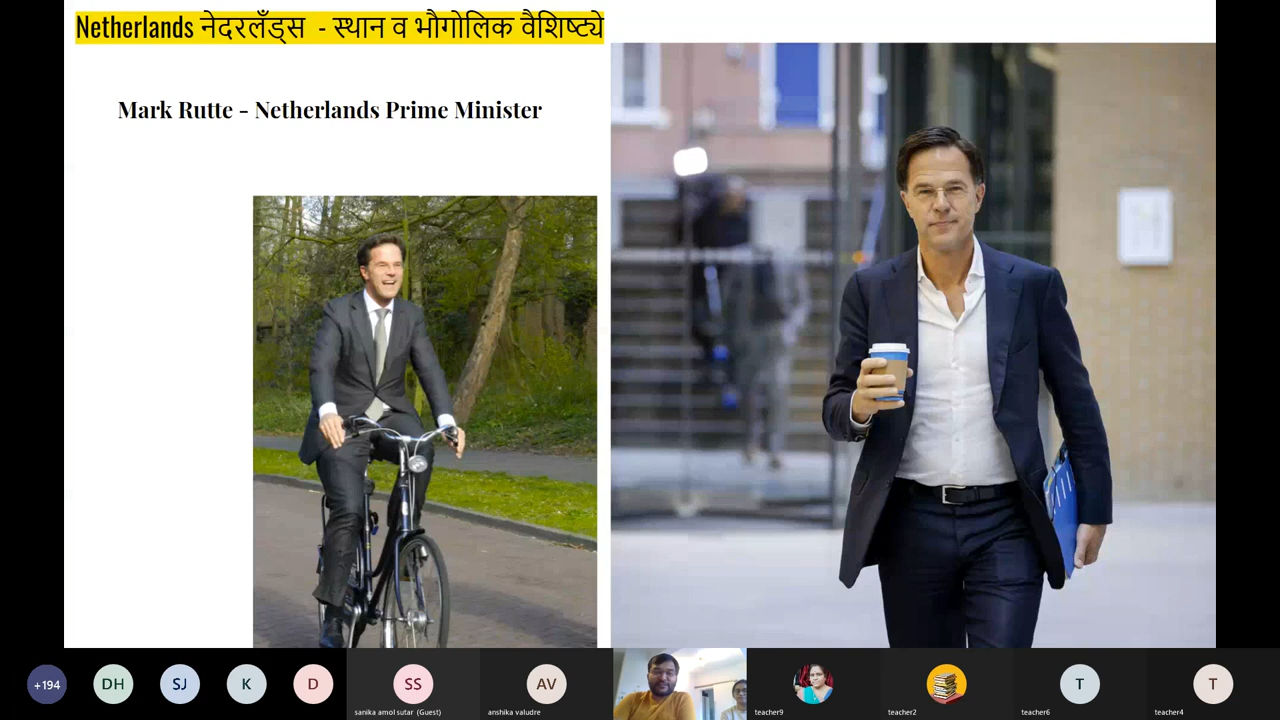 Netherlands नेदरलँड्स - स्थान व भौगोलिक वैशिष्ट्ये
Mark Rutte - Netherlands Prime Minister
+194
DH
SJ
K
D
SS
AV
T
T
sanika amol sutar (Guest)
anshika valudre
teacher9
teacher2
teacher6
teacher4